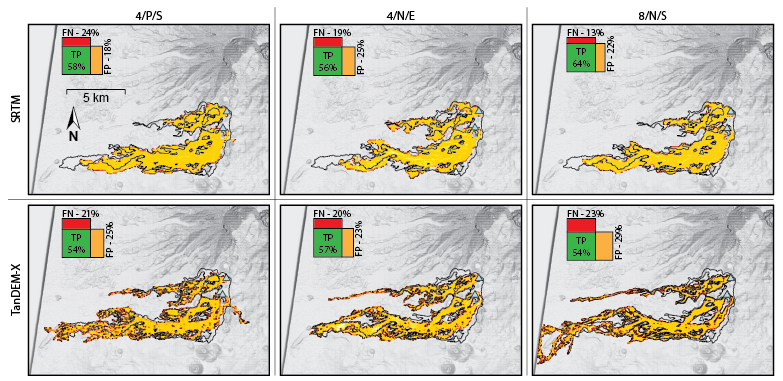 4/P/S
4/N/E
8/N/S
SRTM
FN - 24%
TP
58%
FP - 18%
5 km
N
FN - 19%
TP
56%
FP - 25%
FN - 13%
TP
64%
FP - 22%
TanDEM-X
FN - 21%
TP
54%
FP - 25%
FN - 20%
TP
57%
FP - 23%
FN - 23%
TP
54%
FP - 29%